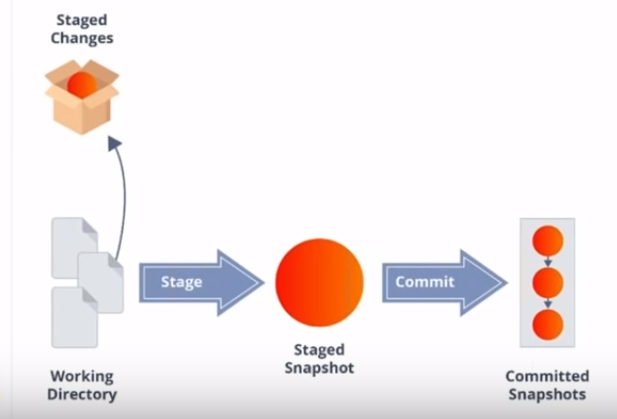 Staged
Changes
Stage
Commit
Staged
Snapshot
Working
Directory
Committed
Snapshots